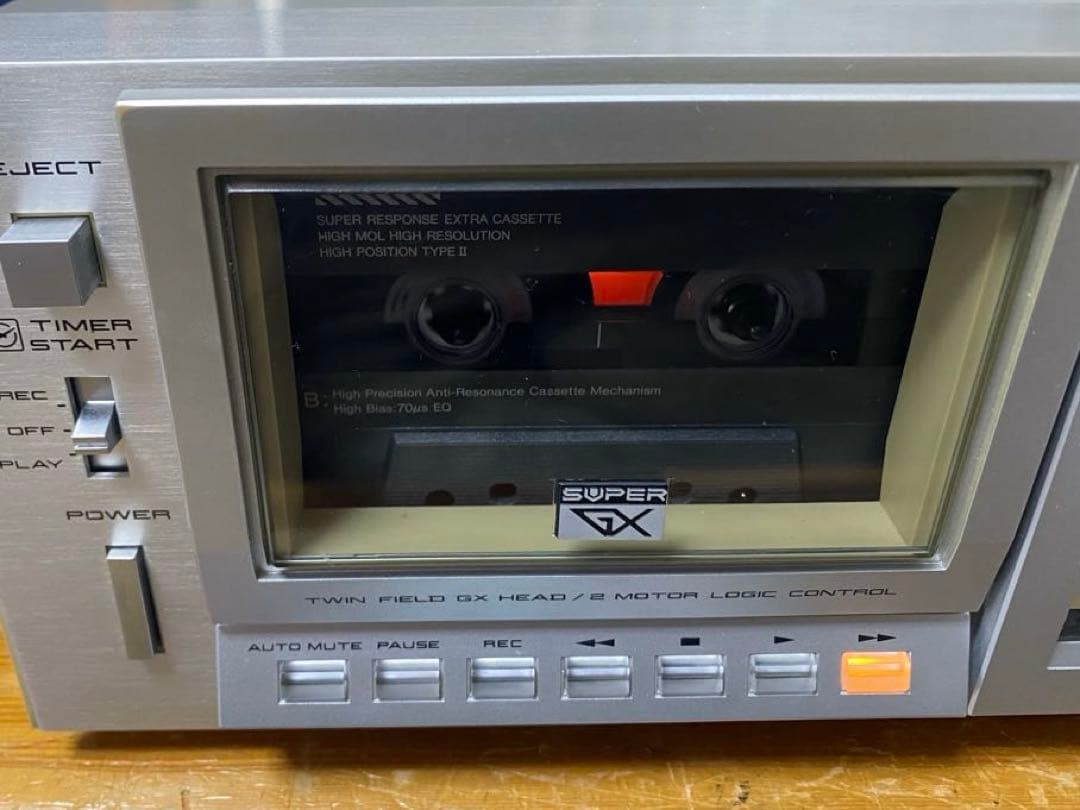 EJECT
TIMER
START
REC
OFF
PLAY
POWER
SUPER RESPONSE EXTRA CASSETTE
HIGH MOL HIGH RESOLUTION
HIGH POSITION TYPE II
B: High Precision Anti-Resonance Cassette Mechanism
High Bias:70µs EQ
SUPER
GX
TWIN FIELD GX HEAD / 2 MOTOR LOGIC CONTROL
AUTO MUTE PAUSE REC ◀◀ ■ ▶ ▶▶